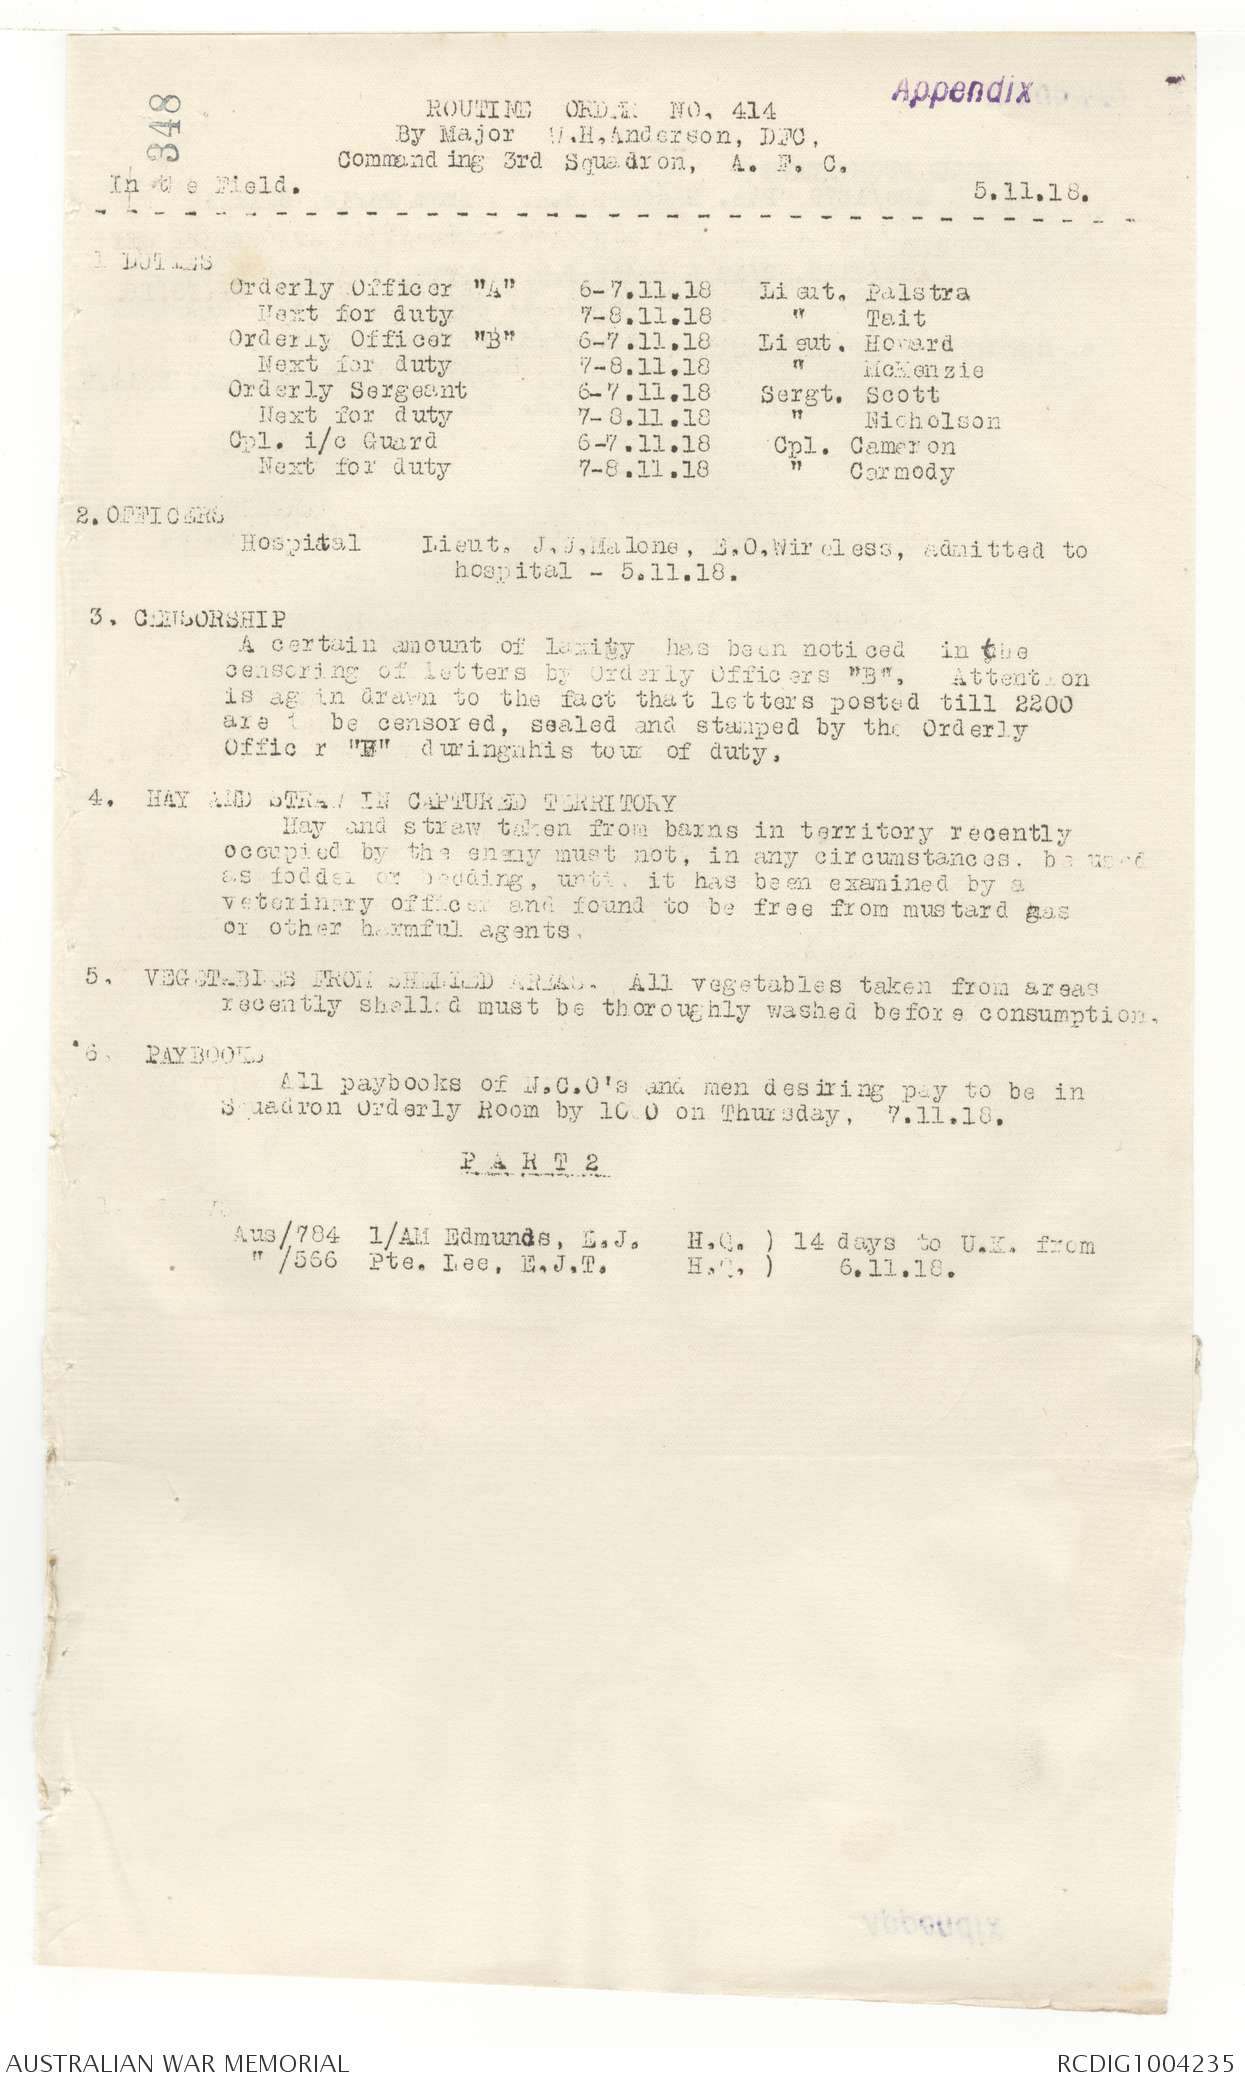 Appendix
348
ROUTINE ORDER NO. 414
By Major W.H.Anderson, DFC,
Commanding 3rd Squadron, A. F. C.
In the Field. 5.11.18.
1 DUTIES
Orderly Officer "A" 6-7.11.18 Lieut. Palstra
Next for duty 7-8.11.18 " Tait
Orderly Officer "B" 6-7.11.18 Lieut. Howard
Next for duty 7-8.11.18 " McKenzie
Orderly Sergeant 6-7.11.18 Sergt. Scott
Next for duty 7-8.11.18 " Nicholson
Cpl. i/c Guard 6-7.11.18 Cpl. Cameron
Next for duty 7-8.11.18 " Carmody
2. OFFICERS
Hospital Lieut. J.J.Malone, E.O.Wireless, admitted to
hospital - 5.11.18.
3. CENSORSHIP
A certain amount of laxity has been noticed in the
censoring of letters by Orderly Officers "B". Attention
is again drawn to the fact that letters posted till 2200
are t be censored, sealed and stamped by the Orderly
Officer "B" duringnhis tour of duty.
4. HAY AND STRAW IN CAPTURED TERRITORY
Hay and straw taken from barns in territory recently
occupied by the enemy must not, in any circumstances, be used
as fodder or bedding, until it has been examined by a
veterinary officer and found to be free from mustard gas
or other harmful agents.
5. VEGETABLES FROM SHELLED AREAS. All vegetables taken from areas
recently shelled must be thoroughly washed before consumption.
6. PAYBOOKS
All paybooks of N.C.O's and men desiring pay to be in
Squadron Orderly Room by 1000 on Thursday, 7.11.18.
P A R T 2
Aus/784 1/AM Edmunds, E.J. H.Q. ) 14 days to U.K. from
" /566 Pte. Lee, E.J.T. H.Q. ) 6.11.18.
Appendix
AUSTRALIAN WAR MEMORIAL RCDIG1004235